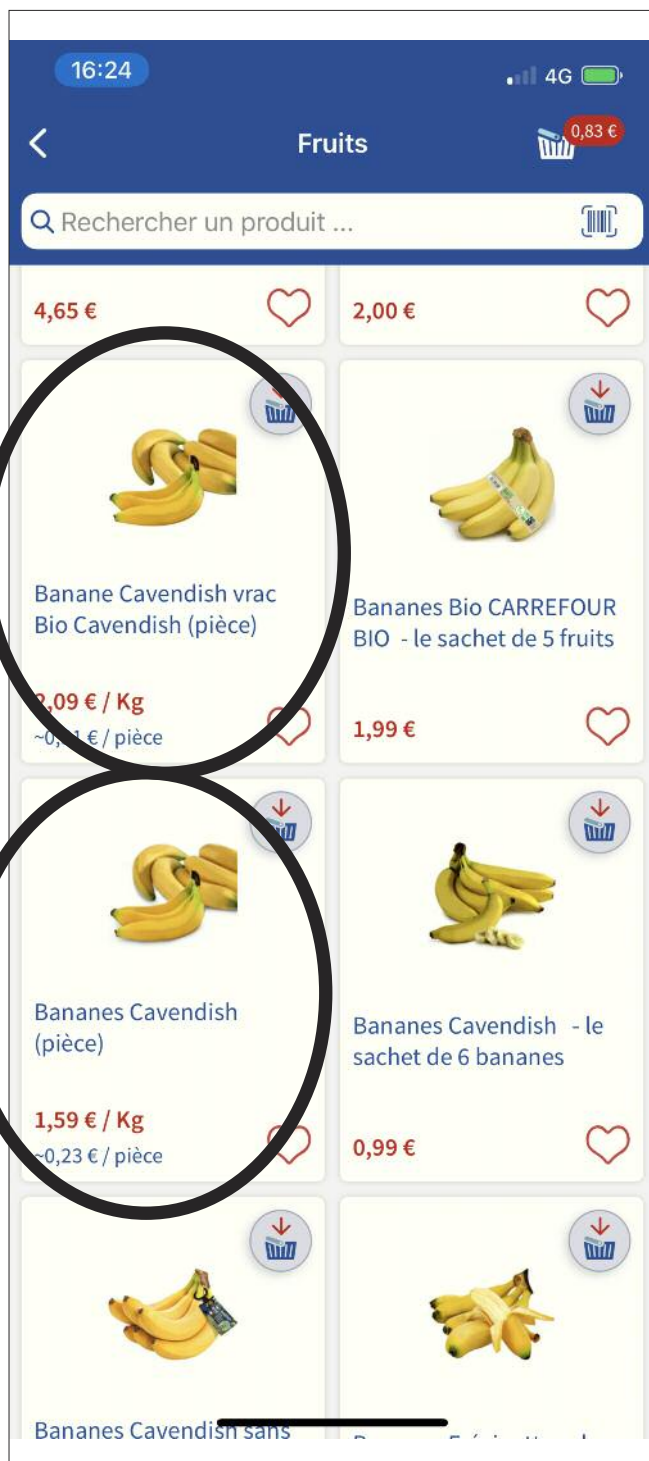 16:24
4G
Fruits
0,83 €
Rechercher un produit ...
4,65 €
2,00 €
Banane Cavendish vrac
Bio Cavendish (pièce)
2,09 € / Kg
€ / pièce
Bananes Bio CARREFOUR
BIO - le sachet de 5 fruits
1,99 €
Bananes Cavendish
(pièce)
1,59 € / Kg
~0,23 € / pièce
Bananes Cavendish - le
sachet de 6 bananes
0,99 €
Bananes Cavendish sans